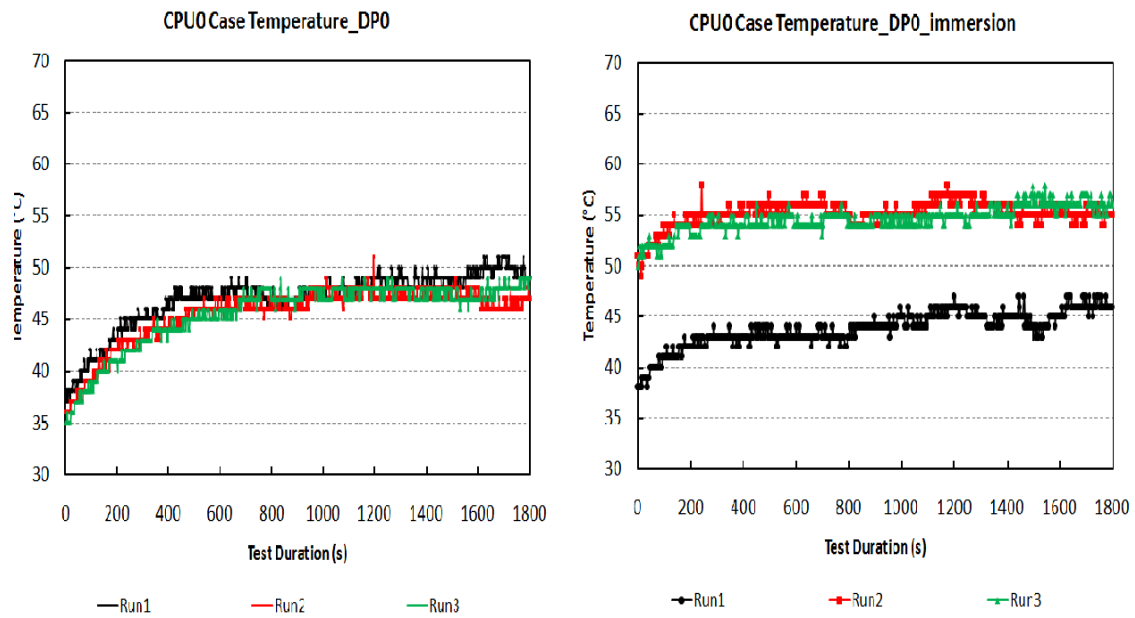 CPU0 Case Temperature_DP0
70
65
60
55
50
45
40
35
30
Temperature (°C)
0 200 400 600 800 1000 1200 1400 1600 1800
Test Duration (s)
Run1 Run2 Run3
CPU0 Case Temperature_DP0_immersion
70
65
60
55
50
45
40
35
30
Temperature (°C)
0 200 400 600 800 1000 1200 1400 1600 1800
Test Duration (s)
Run1 Run2 Run3